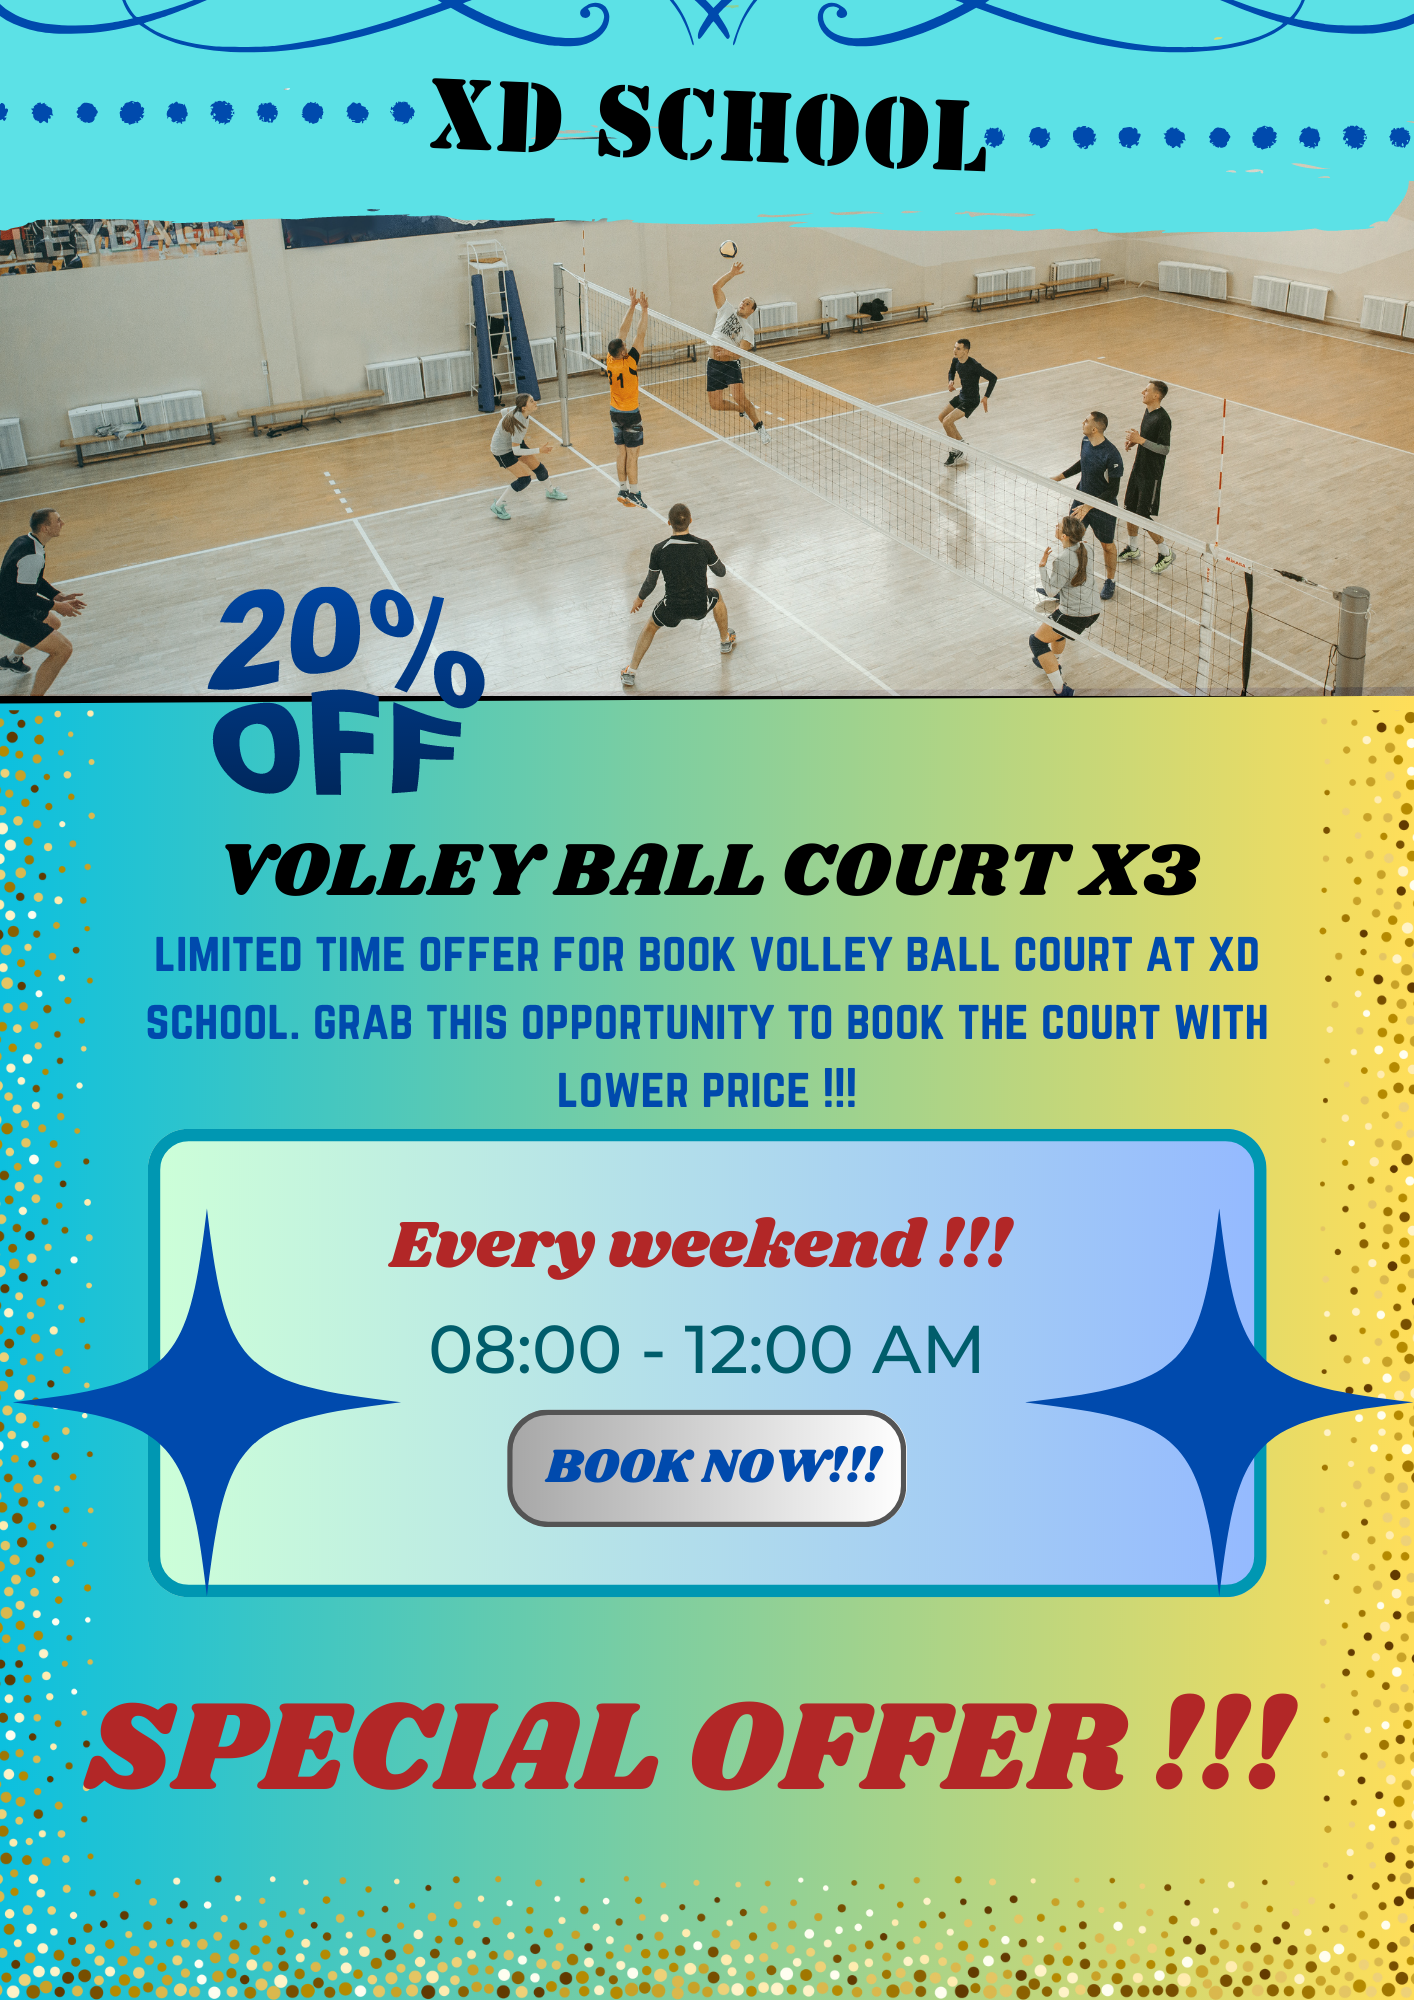 XD SCHOOL
LEYBALL
31
20%
OFF
VOLLEY BALL COURT X3
LIMITED TIME OFFER FOR BOOK VOLLEY BALL COURT AT XD
SCHOOL. GRAB THIS OPPORTUNITY TO BOOK THE COURT WITH
LOWER PRICE !!!
Every weekend !!!
08:00 - 12:00 AM
BOOK NOW!!!
SPECIAL OFFER !!!